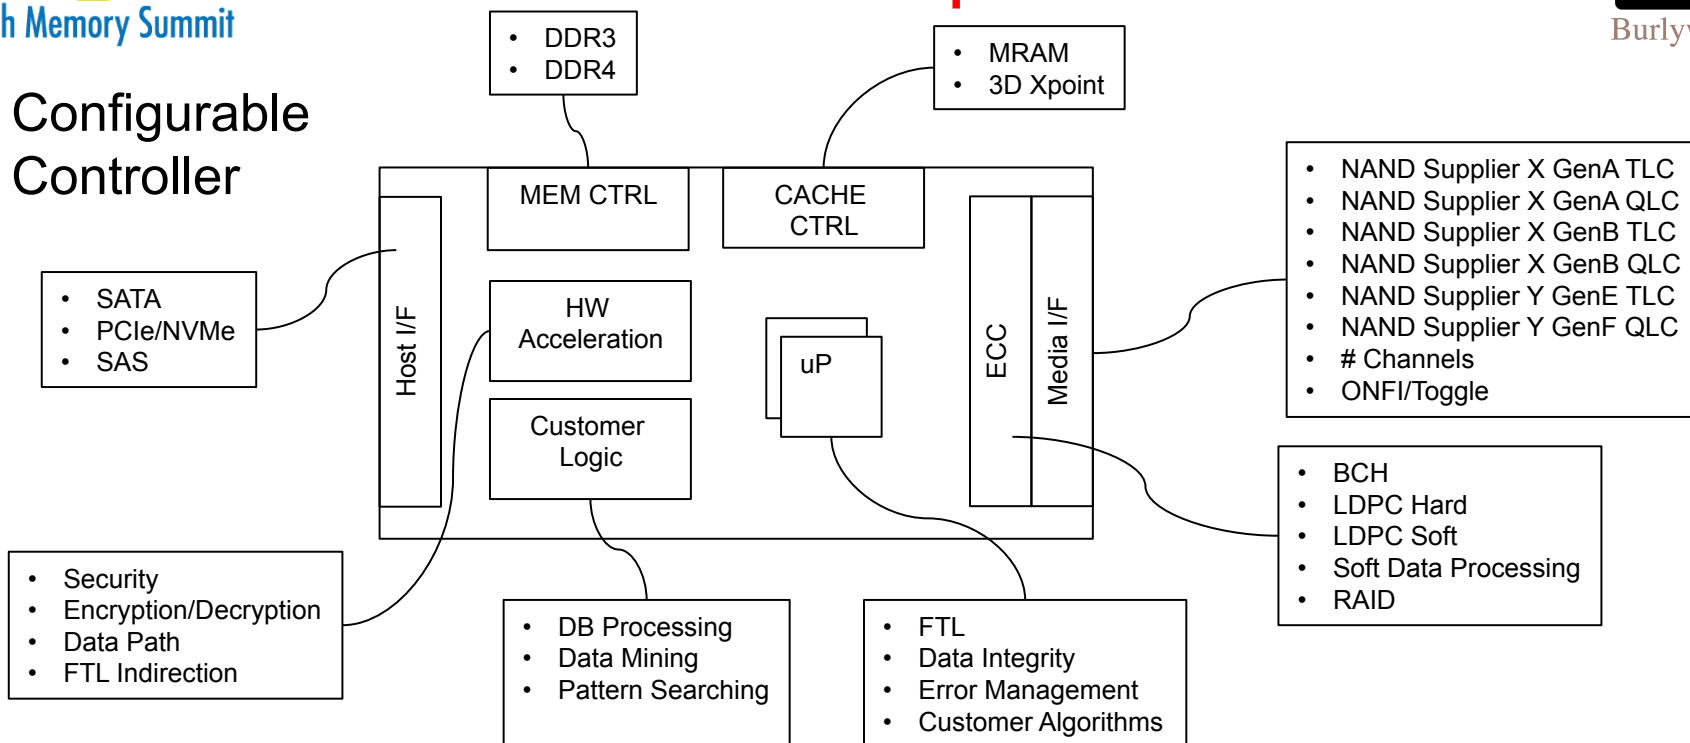 h Memory Summit
Configurable
Controller
• DDR3
• DDR4
• MRAM
• 3D Xpoint
MEM CTRL
CACHE
CTRL
• NAND Supplier X GenA TLC
• NAND Supplier X GenA QLC
• NAND Supplier X GenB TLC
• NAND Supplier X GenB QLC
• NAND Supplier Y GenE TLC
• NAND Supplier Y GenF QLC
• # Channels
• ONFI/Toggle
• SATA
• PCIe/NVMe
• SAS
Host I/F
HW
Acceleration
uP
ECC
Media I/F
Customer
Logic
• BCH
• LDPC Hard
• LDPC Soft
• Soft Data Processing
• RAID
• Security
• Encryption/Decryption
• Data Path
• FTL Indirection
• DB Processing
• Data Mining
• Pattern Searching
• FTL
• Data Integrity
• Error Management
• Customer Algorithms